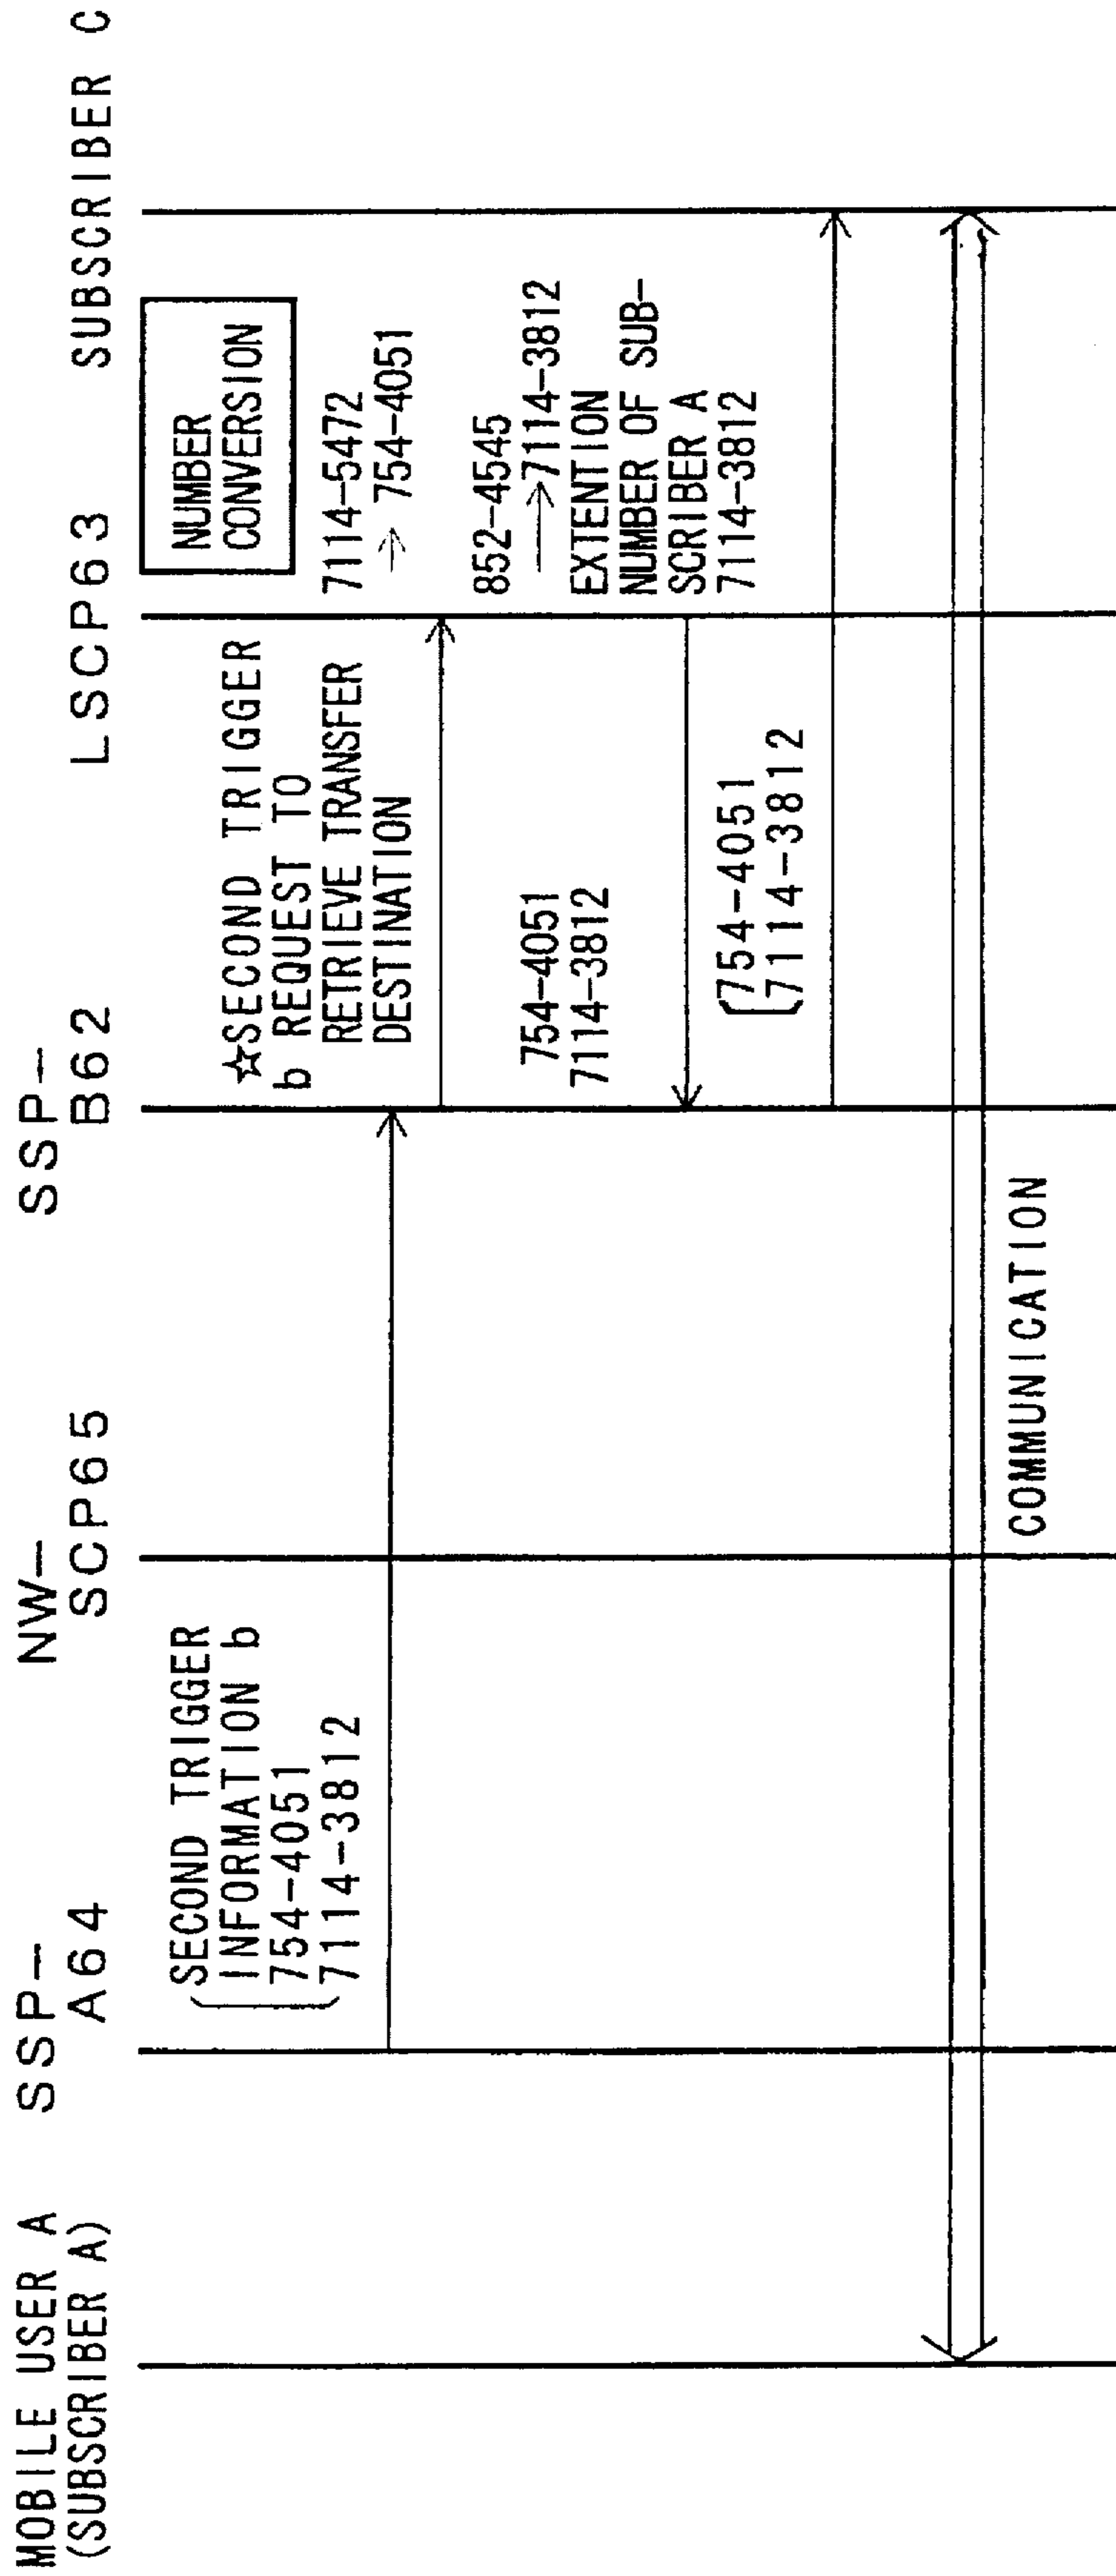 MOBILE USER A
(SUBSCRIBER A)
SSP-
A64
NW-
SCP65
SSP-
B62
LSCP63
SUBSCRIBER C
SECOND TRIGGER
INFORMATION b
754-4051
7114-3812
☆SECOND TRIGGER
b REQUEST TO
RETRIEVE TRANSFER
DESTINATION
NUMBER
CONVERSION
7114-5472
→ 754-4051
852-4545
→7114-3812
EXTENTION
NUMBER OF SUB-
SCRIBER A
7114-3812
754-4051
7114-3812
754-4051
7114-3812
COMMUNICATION